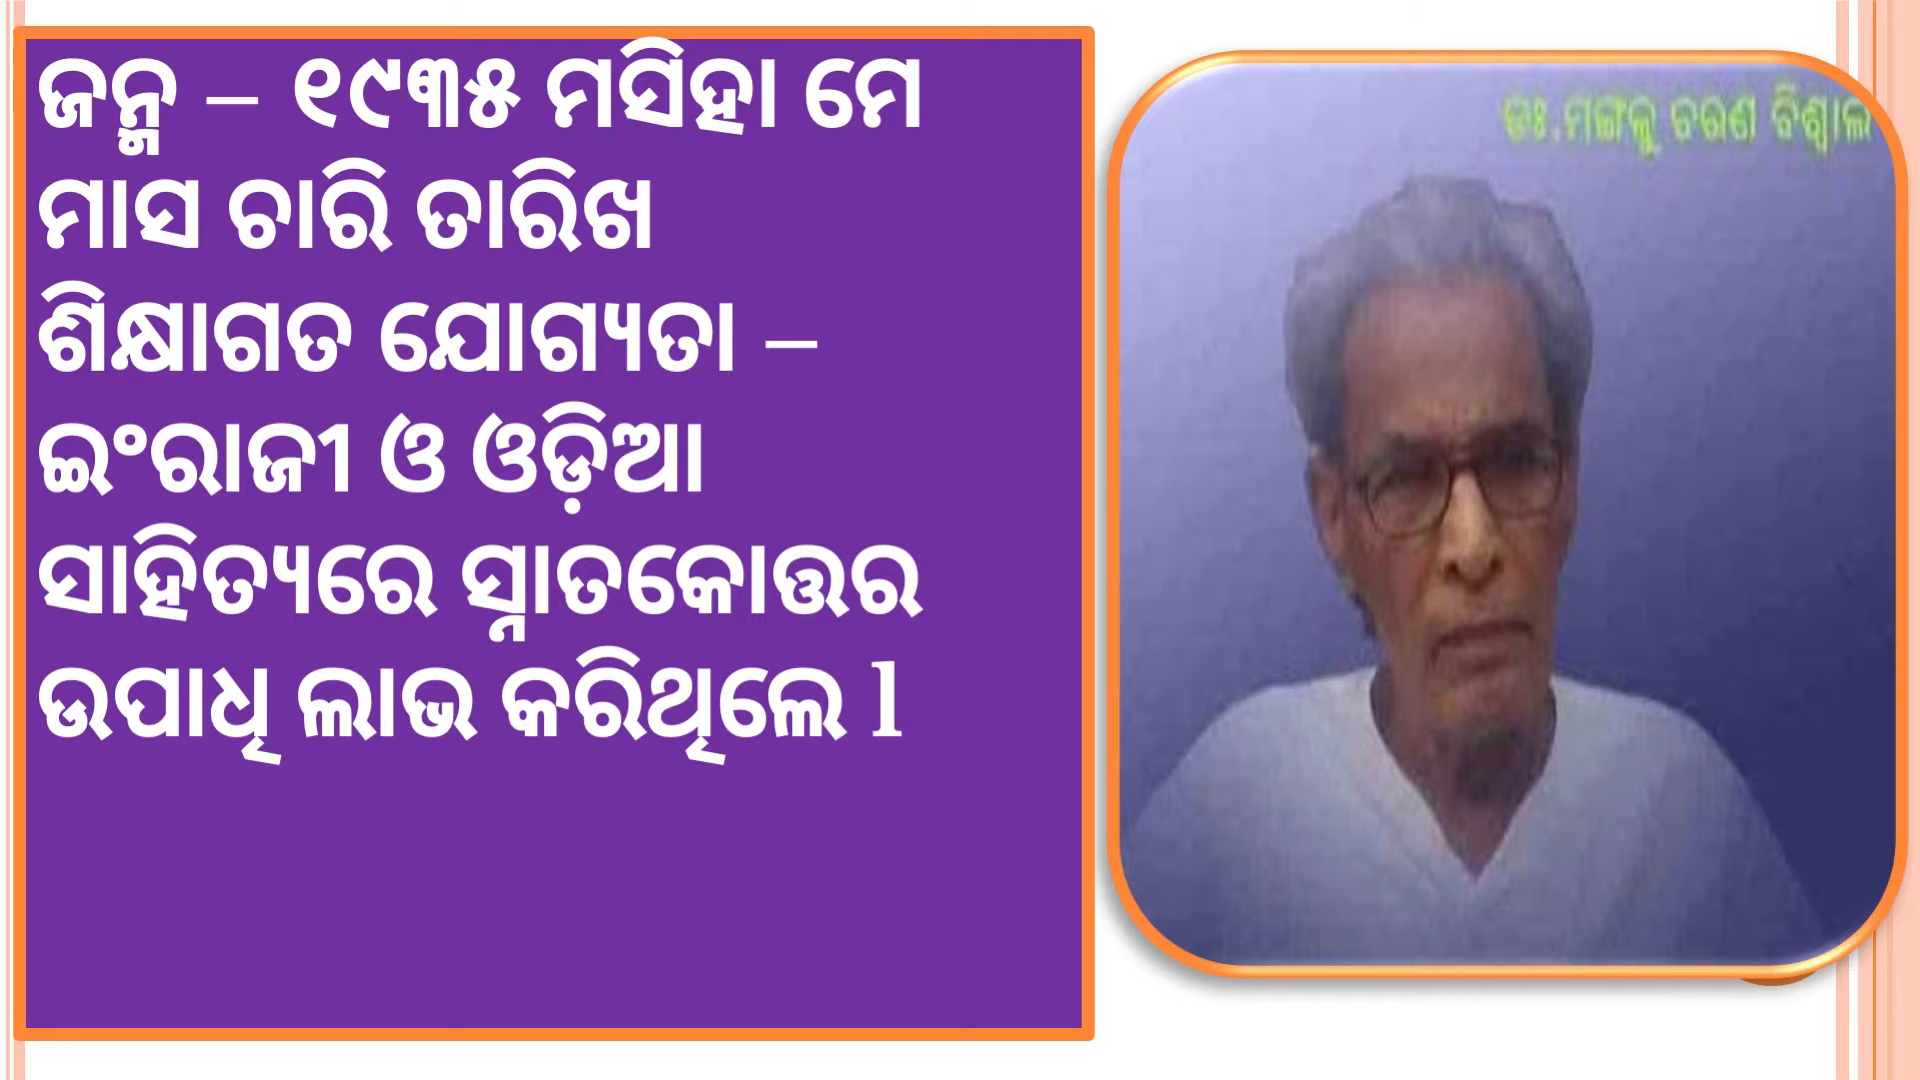 ଜନ୍ମ – ୧୯୩୫ ମସିହା ମେ
ମାସ ଚାରି ତାରିଖ
ଶିକ୍ଷାଗତ ଯୋଗ୍ୟତା –
ଇଂରାଜୀ ଓ ଓଡ଼ିଆ
ସାହିତ୍ୟରେ ସ୍ନାତକୋତ୍ତର
ଉପାଧି ଲାଭ କରିଥିଲେ l
ଡଃ.ମଙ୍ଗଳୁ ଚରଣ ବିଶ୍ଵାଲ